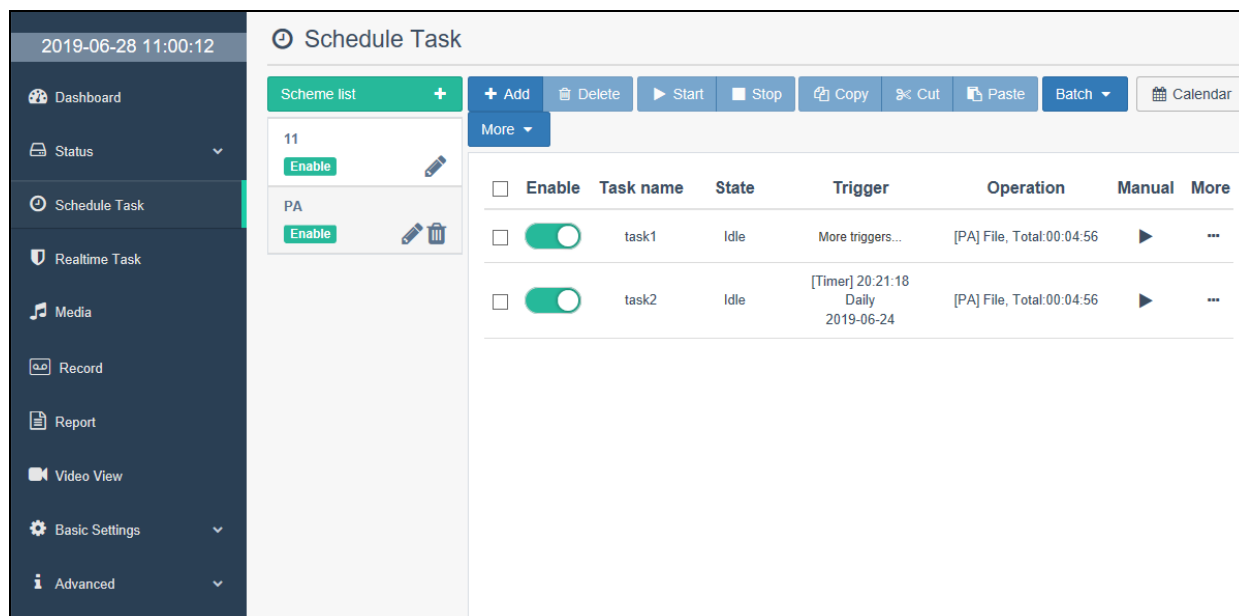 2019-06-28 11:00:12
Dashboard
Status
Schedule Task
Realtime Task
Media
Record
Report
Video View
Basic Settings
Advanced
Schedule Task
Scheme list
11
Enable
PA
Enable
Add Delete Start Stop Copy Cut Paste Batch Calendar
More
Enable Task name State Trigger Operation Manual More
task1 Idle More triggers... [PA] File, Total:00:04:56
task2 Idle [Timer] 20:21:18 [PA] File, Total:00:04:56
Daily
2019-06-24